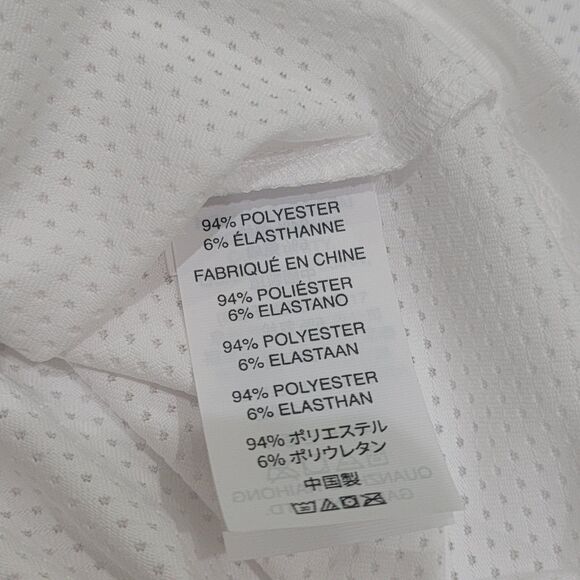 94% POLYESTER
6% ÉLASTHANNE
FABRIQUÉ EN CHINE
94% POLIÉSTER
6% ELASTANO
94% POLYESTER
6% ELASTAAN
94% POLYESTER
6% ELASTHAN
94% ポリエステル
6% ポリウレタン
中国製